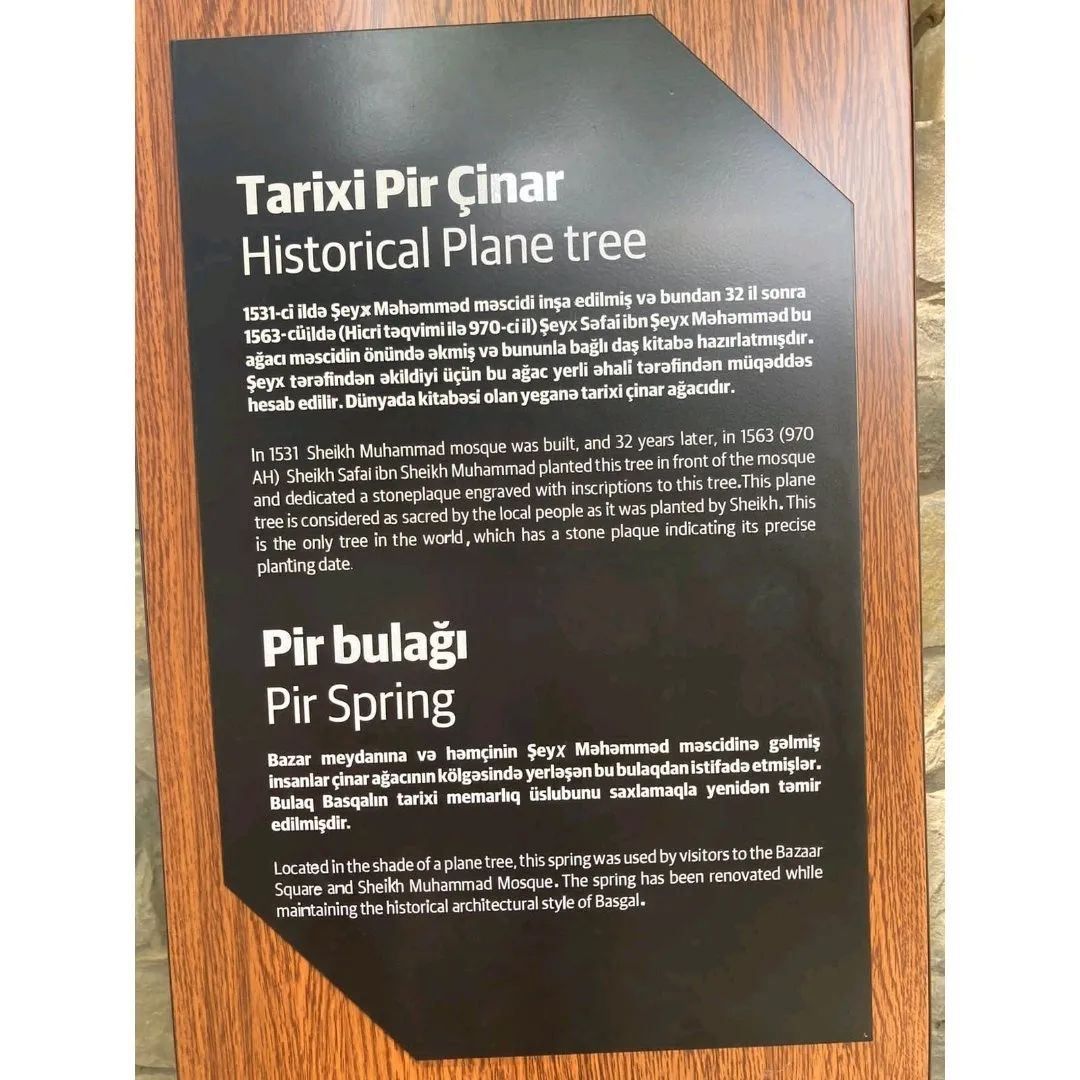 Tarixi Pir Çinar
Historical Plane tree
1531-ci ildə Şeyx Məhəmməd məscidi inşa edilmiş və bundan 32 il sonra
1563-cüildə (Hicri təqvimi ilə 970-ci il) Şeyx Səfai ibn Şeyx Məhəmməd bu
ağacı məscidin önündə əkmiş və bununla bağlı daş kitabə hazırlatmışdır.
Şeyx tərəfindən əkildiyi üçün bu ağac yerli əhali tərəfindən müqəddəs
hesab edilir. Dünyada kitabəsi olan yeganə tarixi çinar ağacıdır.
In 1531 Sheikh Muhammad mosque was built, and 32 years later, in 1563 (970
AH) Sheikh Safai ibn Sheikh Muhammad planted this tree in front of the mosque
and dedicated a stoneplaque engraved with inscriptions to this tree.This plane
tree is considered as sacred by the local people as it was planted by Sheikh. This
is the only tree in the world, which has a stone plaque indicating its precise
planting date.
Pir bulağı
Pir Spring
Bazar meydanına və həmçinin Şeyx Məhəmməd məscidinə gəlmiş
insanlar çinar ağacının kölgəsində yerləşən bu bulaqdan istifadə etmişlər.
Bulaq Basqalın tarixi memarlıq üslubunu saxlamaqla yenidən təmir
edilmişdir.
Located in the shade of a plane tree, this spring was used by visitors to the Bazaar
Square and Sheikh Muhammad Mosque. The spring has been renovated while
maintaining the historical architectural style of Basgal.